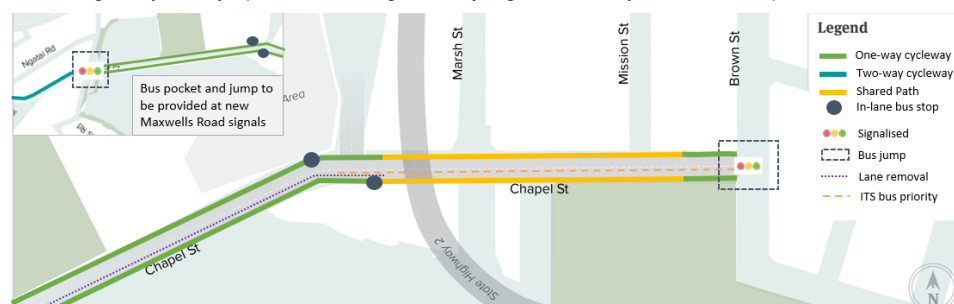 Ngatai Rd
Bus pocket and jump to
be provided at new
Maxwells Road signals
Area
Marsh St
Mission St
Brown St
Chapel St
Chapel St
State Highway 2
Legend
One-way cycleway
Two-way cycleway
Shared Path
In-lane bus stop
Signalised
Bus jump
Lane removal
ITS bus priority
N